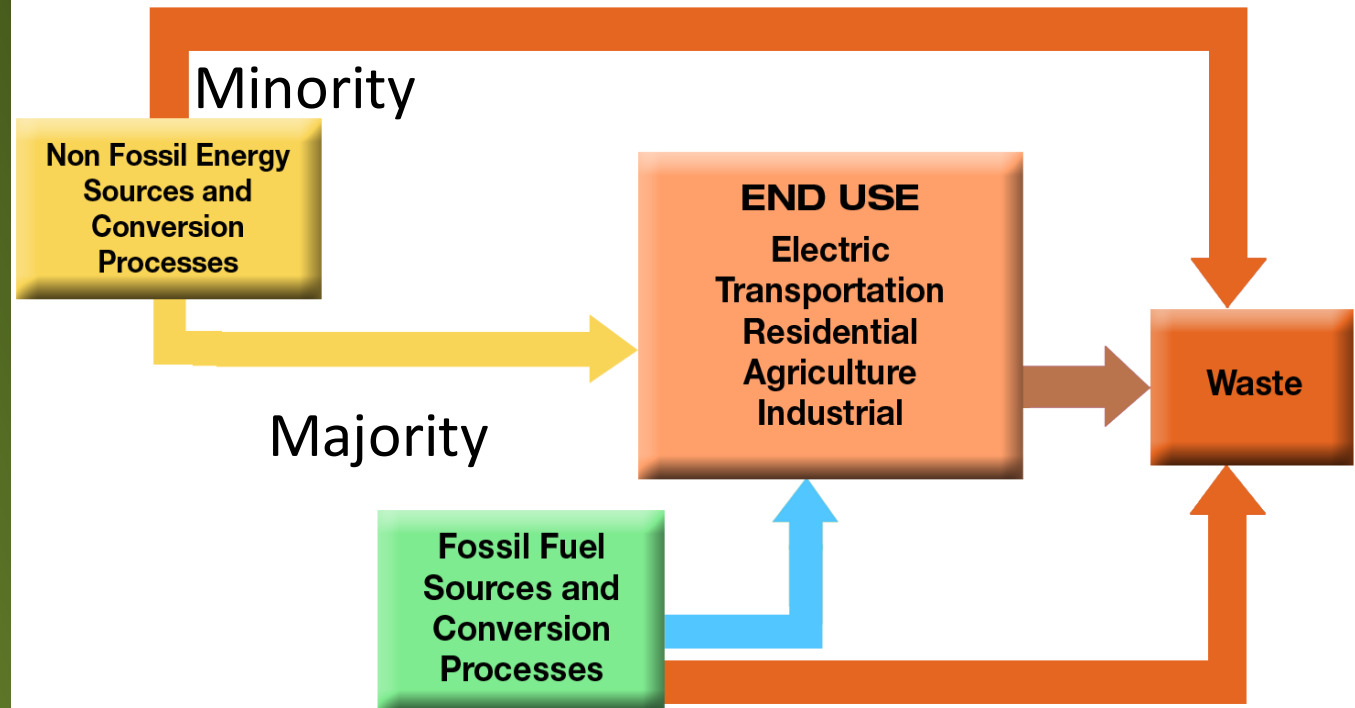 Minority
Non Fossil Energy
Sources and
Conversion
Processes
END USE
Electric
Transportation
Residential
Agriculture
Industrial
Waste
Majority
Fossil Fuel
Sources and
Conversion
Processes